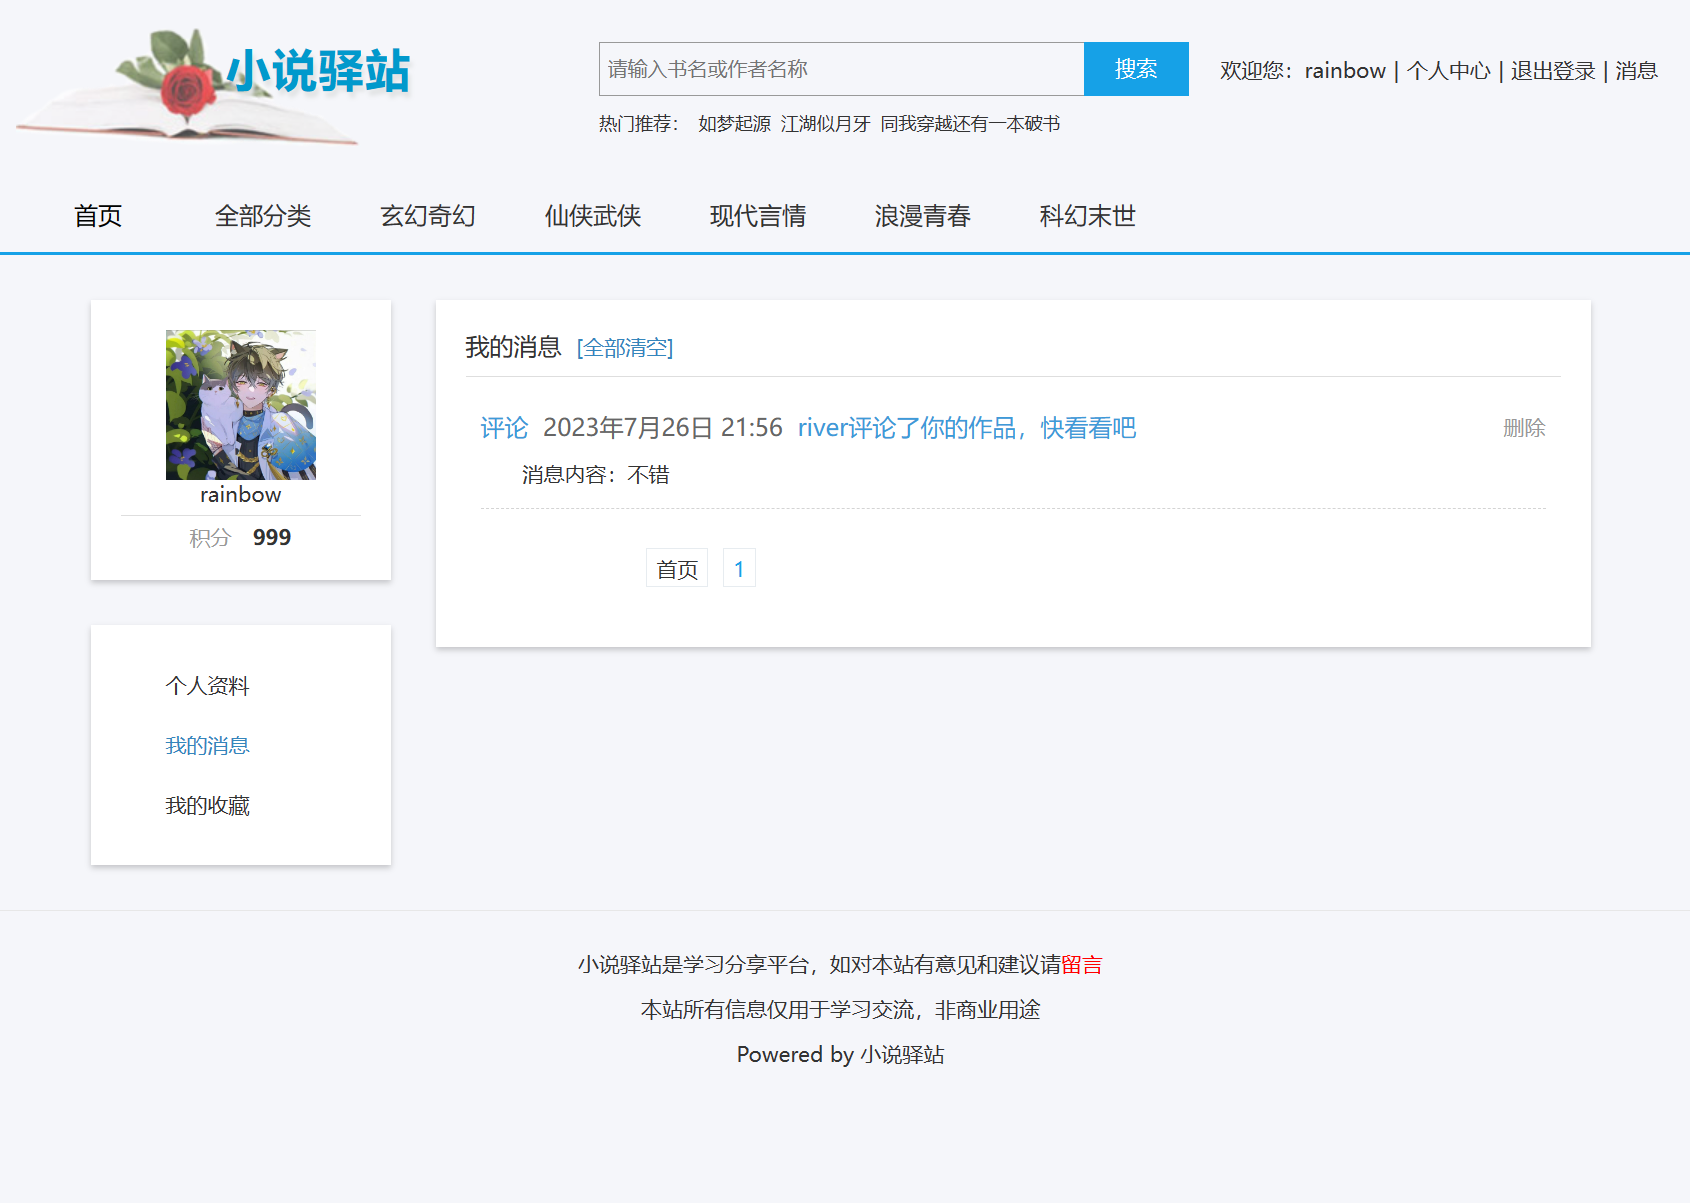 小说驿站
请输入书名或作者名称 搜索
欢迎您：rainbow | 个人中心 | 退出登录 | 消息
热门推荐： 如梦起源 江湖似月牙 同我穿越还有一本破书
首页 全部分类 玄幻奇幻 仙侠武侠 现代言情 浪漫青春 科幻末世
rainbow
积分 999
个人资料
我的消息
我的收藏
我的消息 [全部清空]
评论 2023年7月26日 21:56 river评论了你的作品，快看看吧 删除
消息内容：不错
首页 1
小说驿站是学习分享平台，如对本站有意见和建议请留言
本站所有信息仅用于学习交流，非商业用途
Powered by 小说驿站